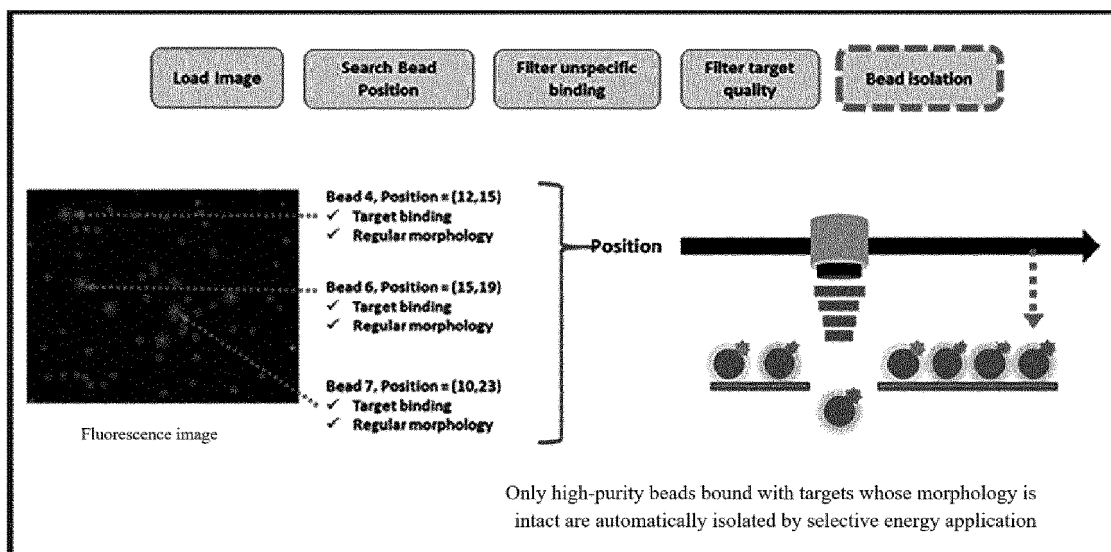 Load Image
Search Bead
Position
Filter unspecific
binding
Filter target
quality
Bead isolation
Bead 4, Position = (12,15)
✓ Target binding
✓ Regular morphology
Bead 6, Position = (15,19)
✓ Target binding
✓ Regular morphology
Bead 7, Position = (10,23)
✓ Target binding
✓ Regular morphology
Position
Fluorescence image
Only high-purity beads bound with targets whose morphology is
intact are automatically isolated by selective energy application